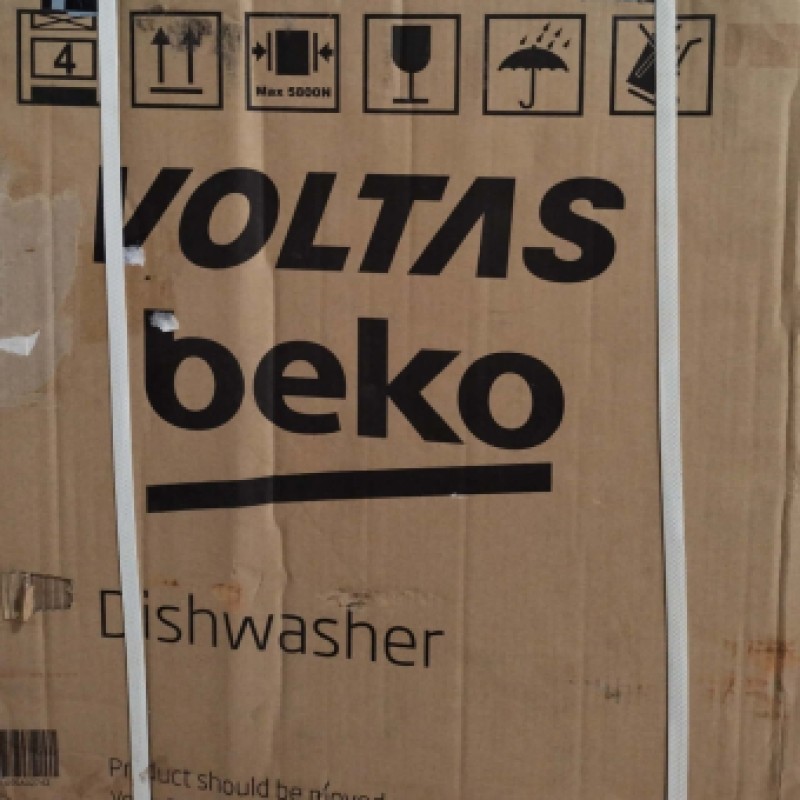 4
Max 5000N
VOLTAS
beko
Dishwasher
Product should be moved